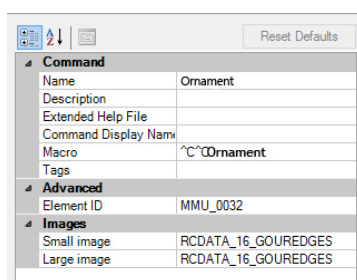 Reset Defaults
Command
Name Ornament
Description
Extended Help File
Command Display Name
Macro ^C^COrnament
Tags
Advanced
Element ID MMU_0032
Images
Small image RCDATA_16_GOUREDGES
Large image RCDATA_16_GOUREDGES